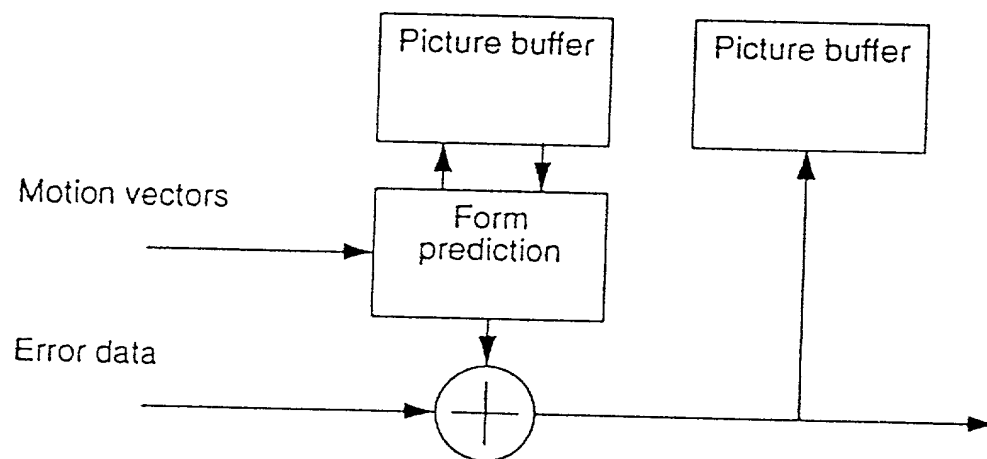 Picture buffer
Picture buffer
Motion vectors
Form
prediction
Error data